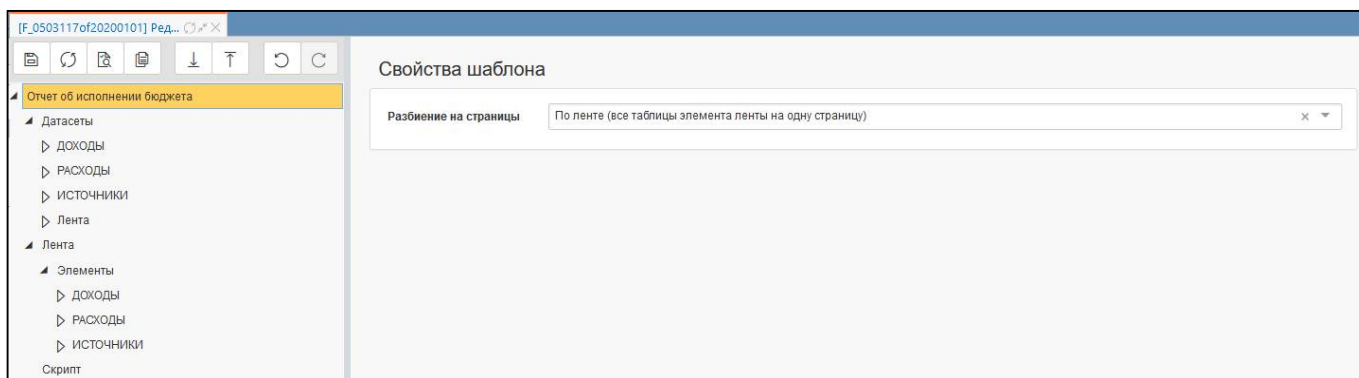 [F_0503117of20200101] Ред...
Свойства шаблона
Отчет об исполнении бюджета
Разбиение на страницы
По ленте (все таблицы элемента ленты на одну страницу)
Датасеты
ДОХОДЫ
РАСХОДЫ
ИСТОЧНИКИ
Лента
Лента
Элементы
ДОХОДЫ
РАСХОДЫ
ИСТОЧНИКИ
Скрипт